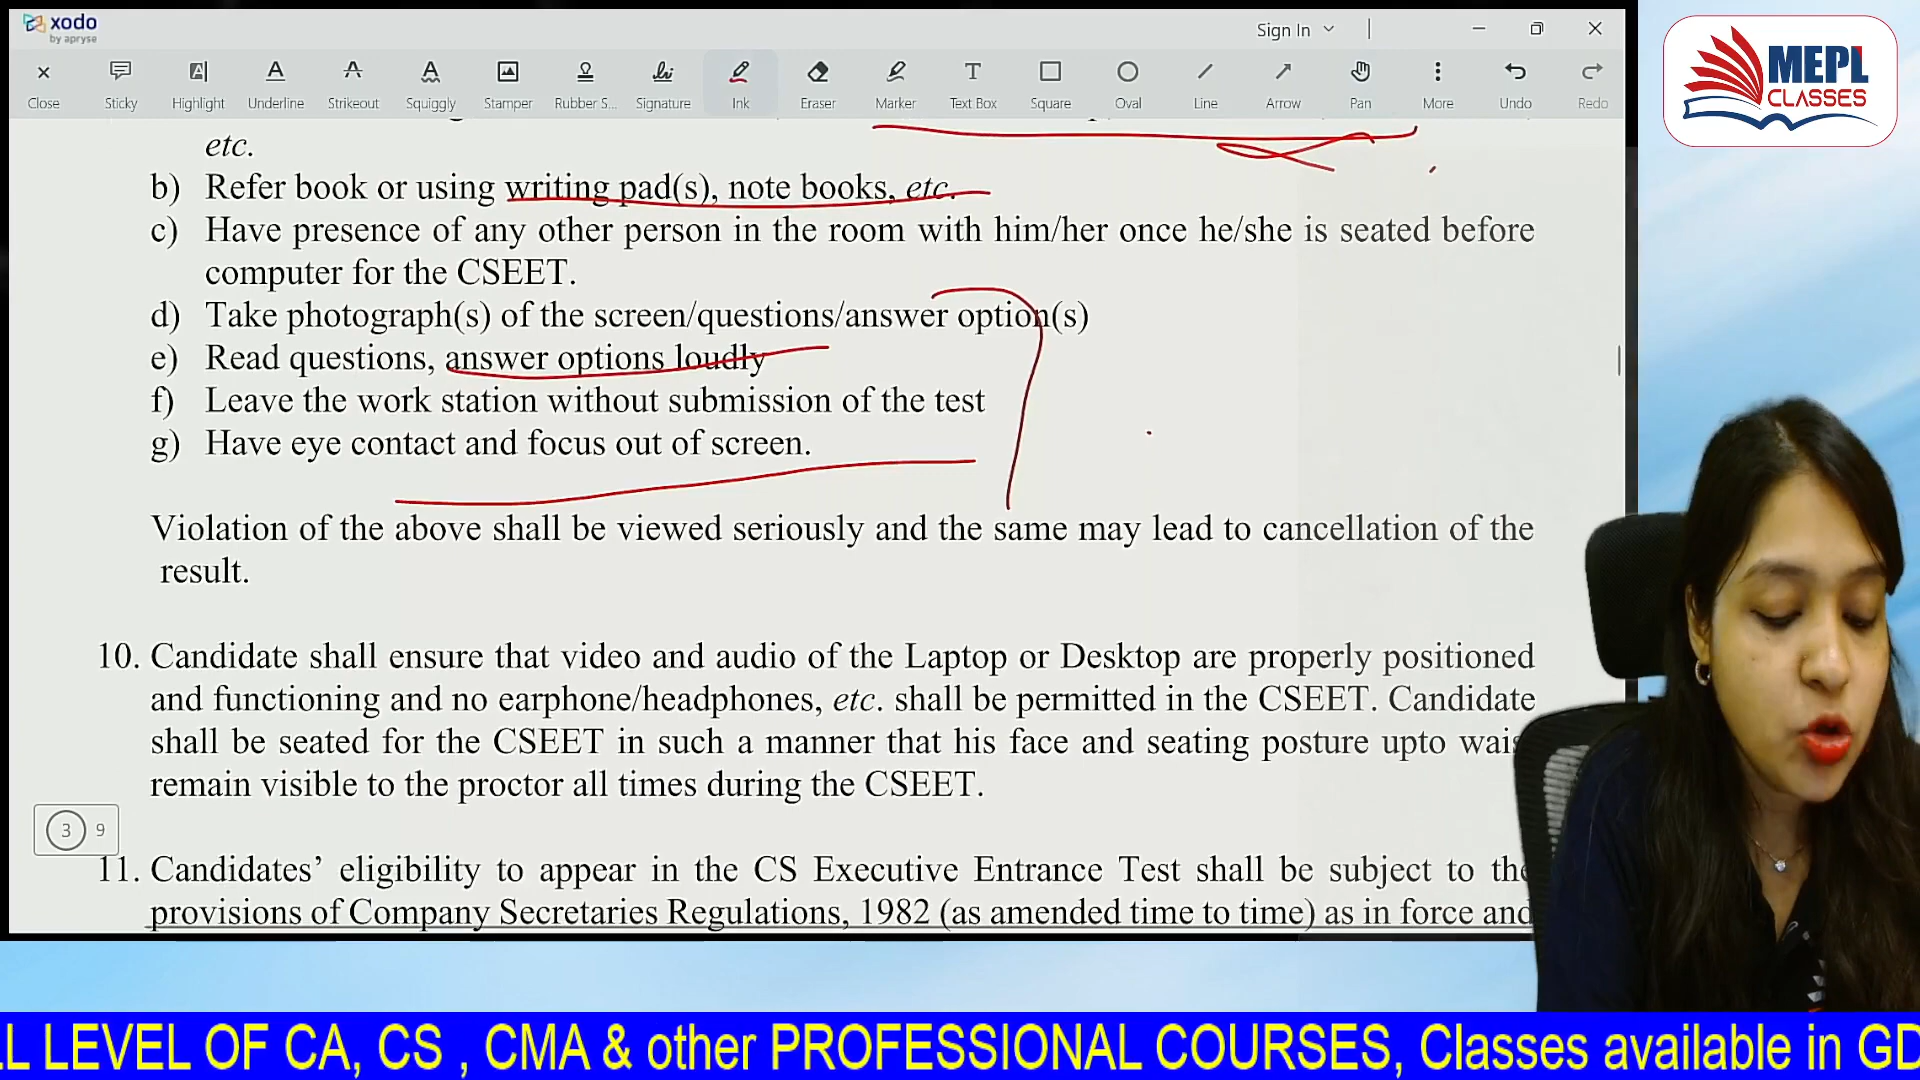 xodo
by apryse
Sign In
Close
Sticky
Highlight
Underline
Strikeout
Squiggly
Stamper
Rubber S...
Signature
Ink
Eraser
Marker
Text Box
Square
Oval
Line
Arrow
Pan
More
Undo
Redo
MEPL
CLASSES
etc.
b) Refer book or using writing pad(s), note books, etc.
c) Have presence of any other person in the room with him/her once he/she is seated before
computer for the CSEET.
d) Take photograph(s) of the screen/questions/answer option(s)
e) Read questions, answer options loudly
f) Leave the work station without submission of the test
g) Have eye contact and focus out of screen.
Violation of the above shall be viewed seriously and the same may lead to cancellation of the
result.
10. Candidate shall ensure that video and audio of the Laptop or Desktop are properly positioned
and functioning and no earphone/headphones, etc. shall be permitted in the CSEET. Candidate
shall be seated for the CSEET in such a manner that his face and seating posture upto wais
remain visible to the proctor all times during the CSEET.
3 9
11. Candidates’ eligibility to appear in the CS Executive Entrance Test shall be subject to the
provisions of Company Secretaries Regulations, 1982 (as amended time to time) as in force and
LL LEVEL OF CA, CS , CMA & other PROFESSIONAL COURSES, Classes available in GD